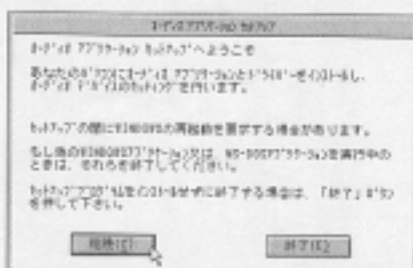 オーディオ アプリケーション セットアップ
オーディオ アプリケーション セットアップへようこそ
あなたのパソコンにオーディオ アプリケーションとドライバーをインストールし、
オーディオ デバイスのセッティングを行います。
セットアップの間にWINDOWSの再起動を要求する場合があります。
もし他のWINDOWSアプリケーション又は、MS-DOSアプリケーションを実行中の
ときは、それらを終了してください。
セットアッププログラムをインストールせずに終了する場合は、「終了」ボタン
を押して下さい。
継続(C)
終了(E)